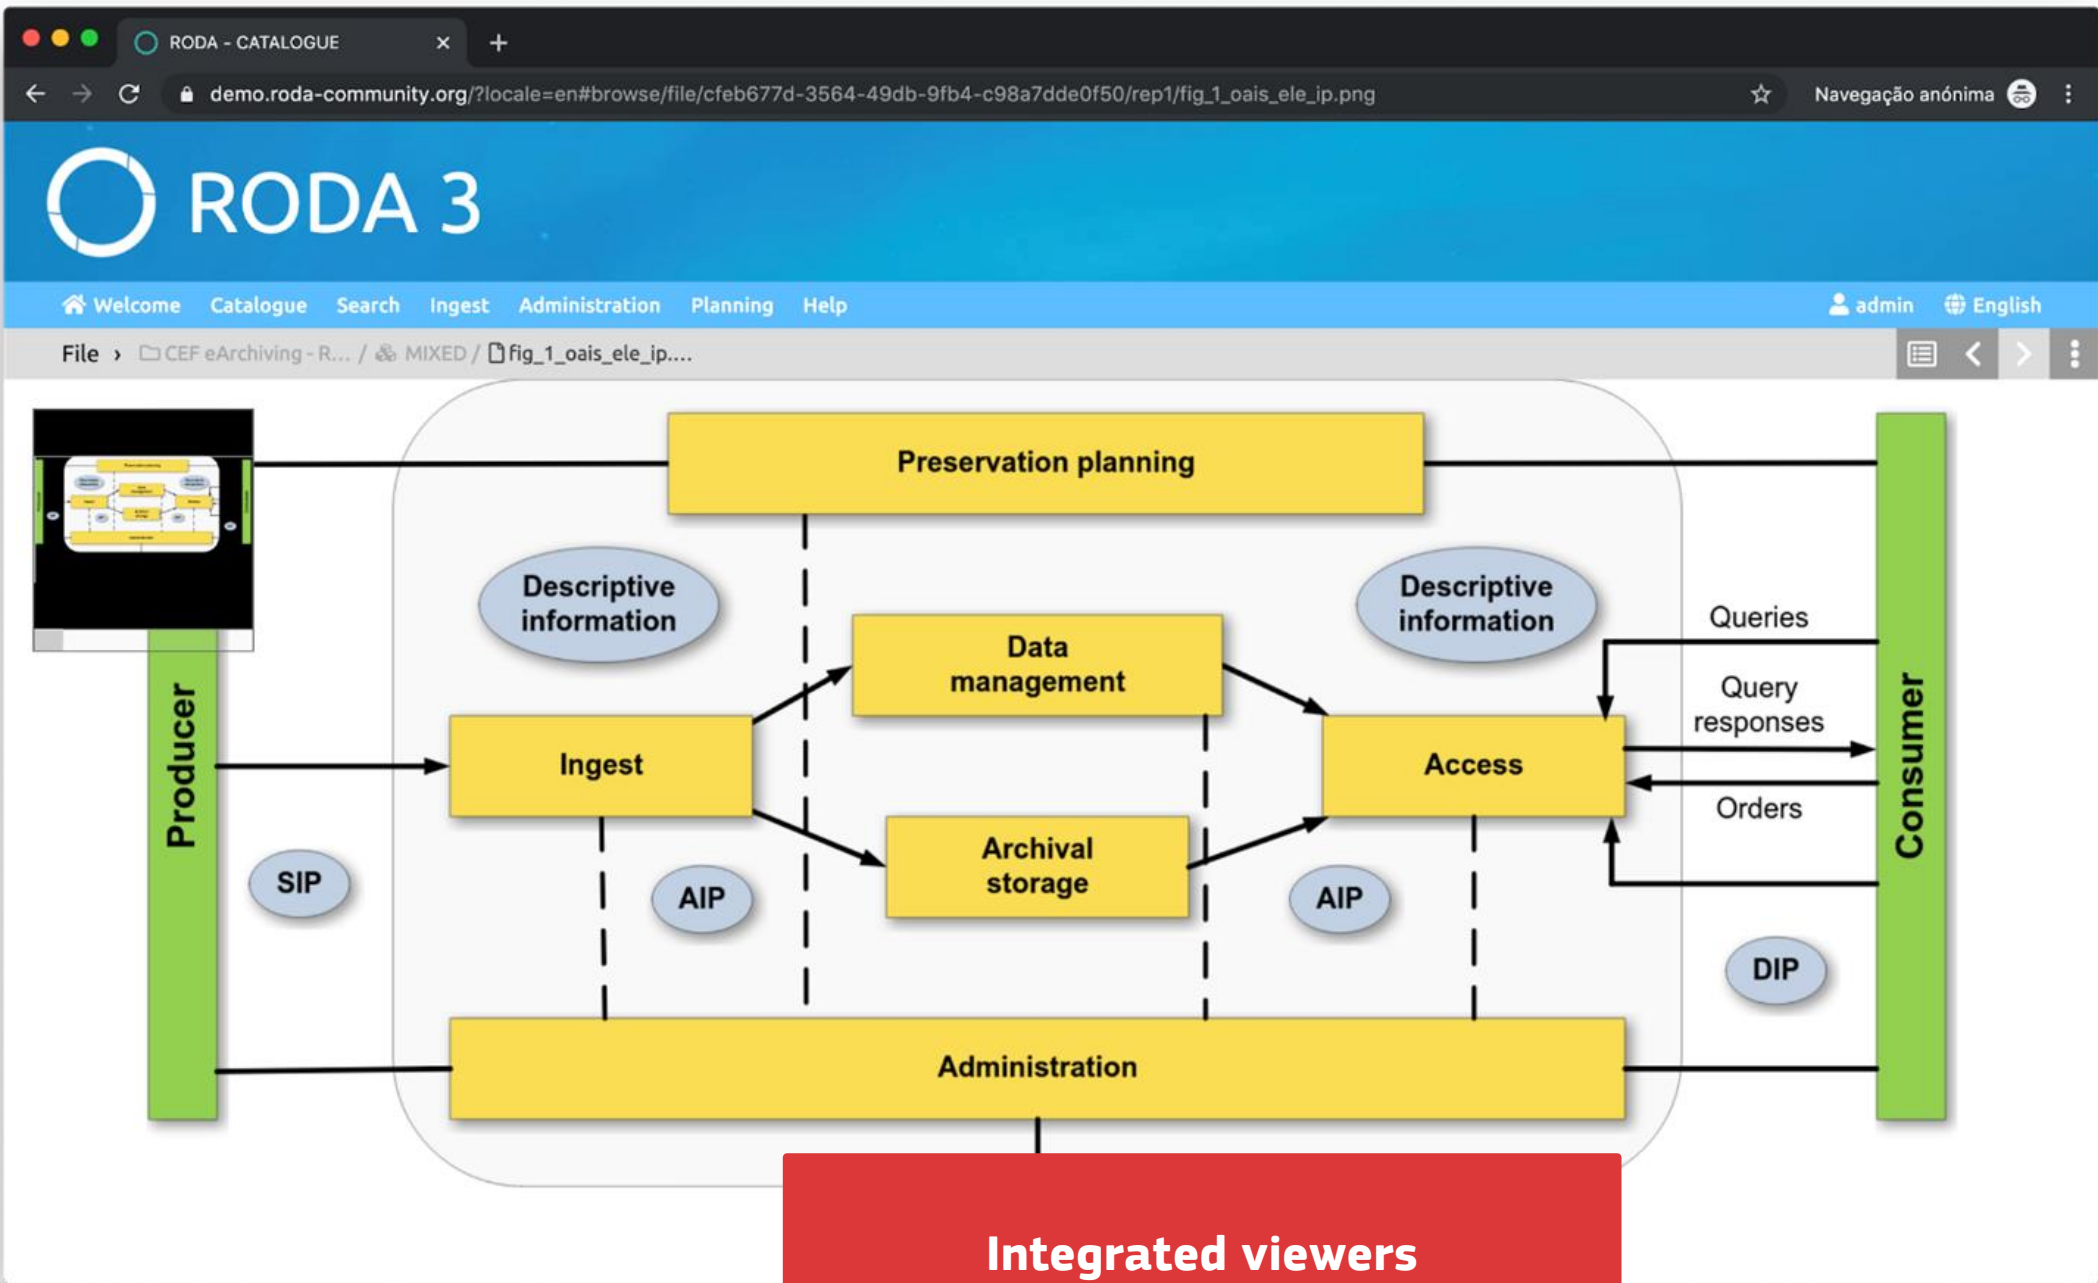 RODA - CATALOGUE
demo.roda-community.org/?locale=en#browse/file/cfeb677d-3564-49db-9fb4-c98a7dde0f50/rep1/fig_1_oais_ele_ip.png
Navegação anónima
RODA 3
Welcome Catalogue Search Ingest Administration Planning Help admin English
File › CEF eArchiving - R... / MIXED / fig_1_oais_ele_ip....
Preservation planning
Descriptive
information
Descriptive
information
Data
management
Queries
Query
responses
Producer
Ingest
Access
Consumer
Orders
Archival
storage
SIP
AIP
AIP
DIP
Administration
Integrated viewers